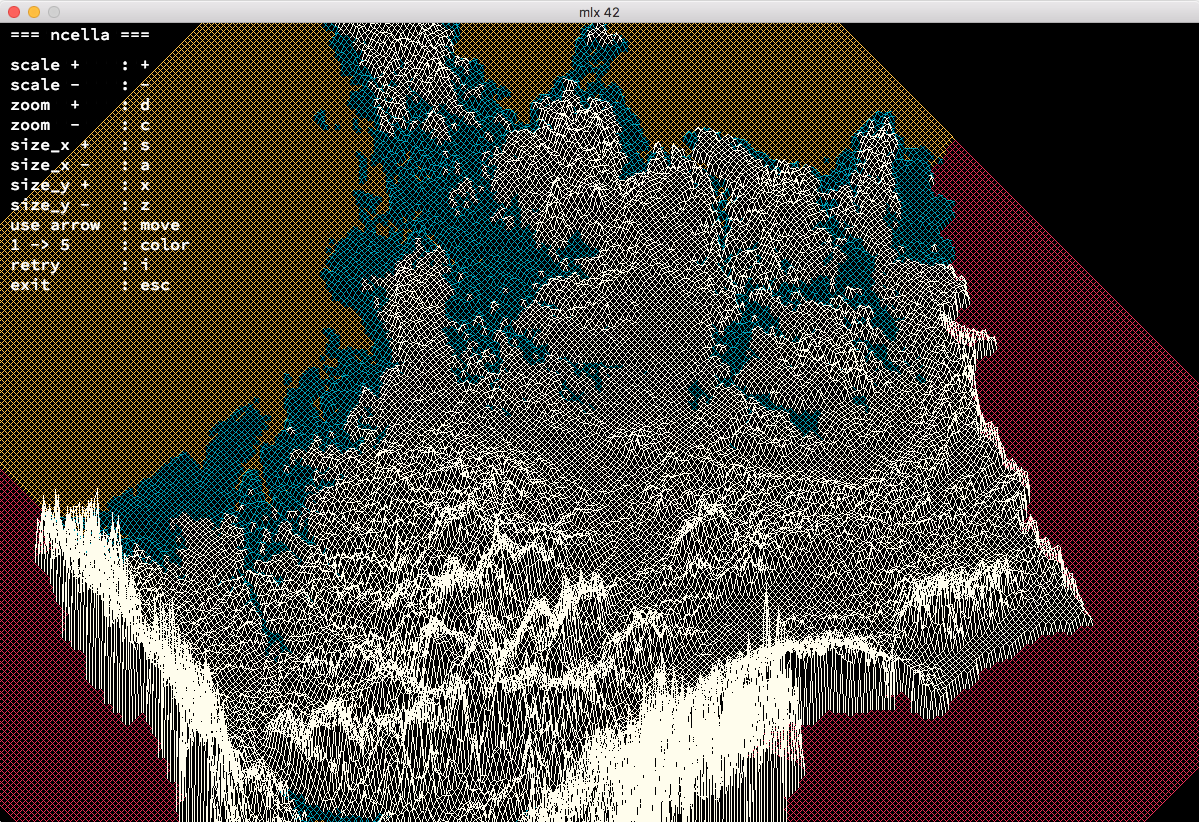 mlx 42
=== ncella ===
scale + : +
scale - : -
zoom + : d
zoom - : c
size_x + : s
size_x - : a
size_y + : x
size_y - : z
use arrow : move
1 -> 5 : color
retry : i
exit : esc